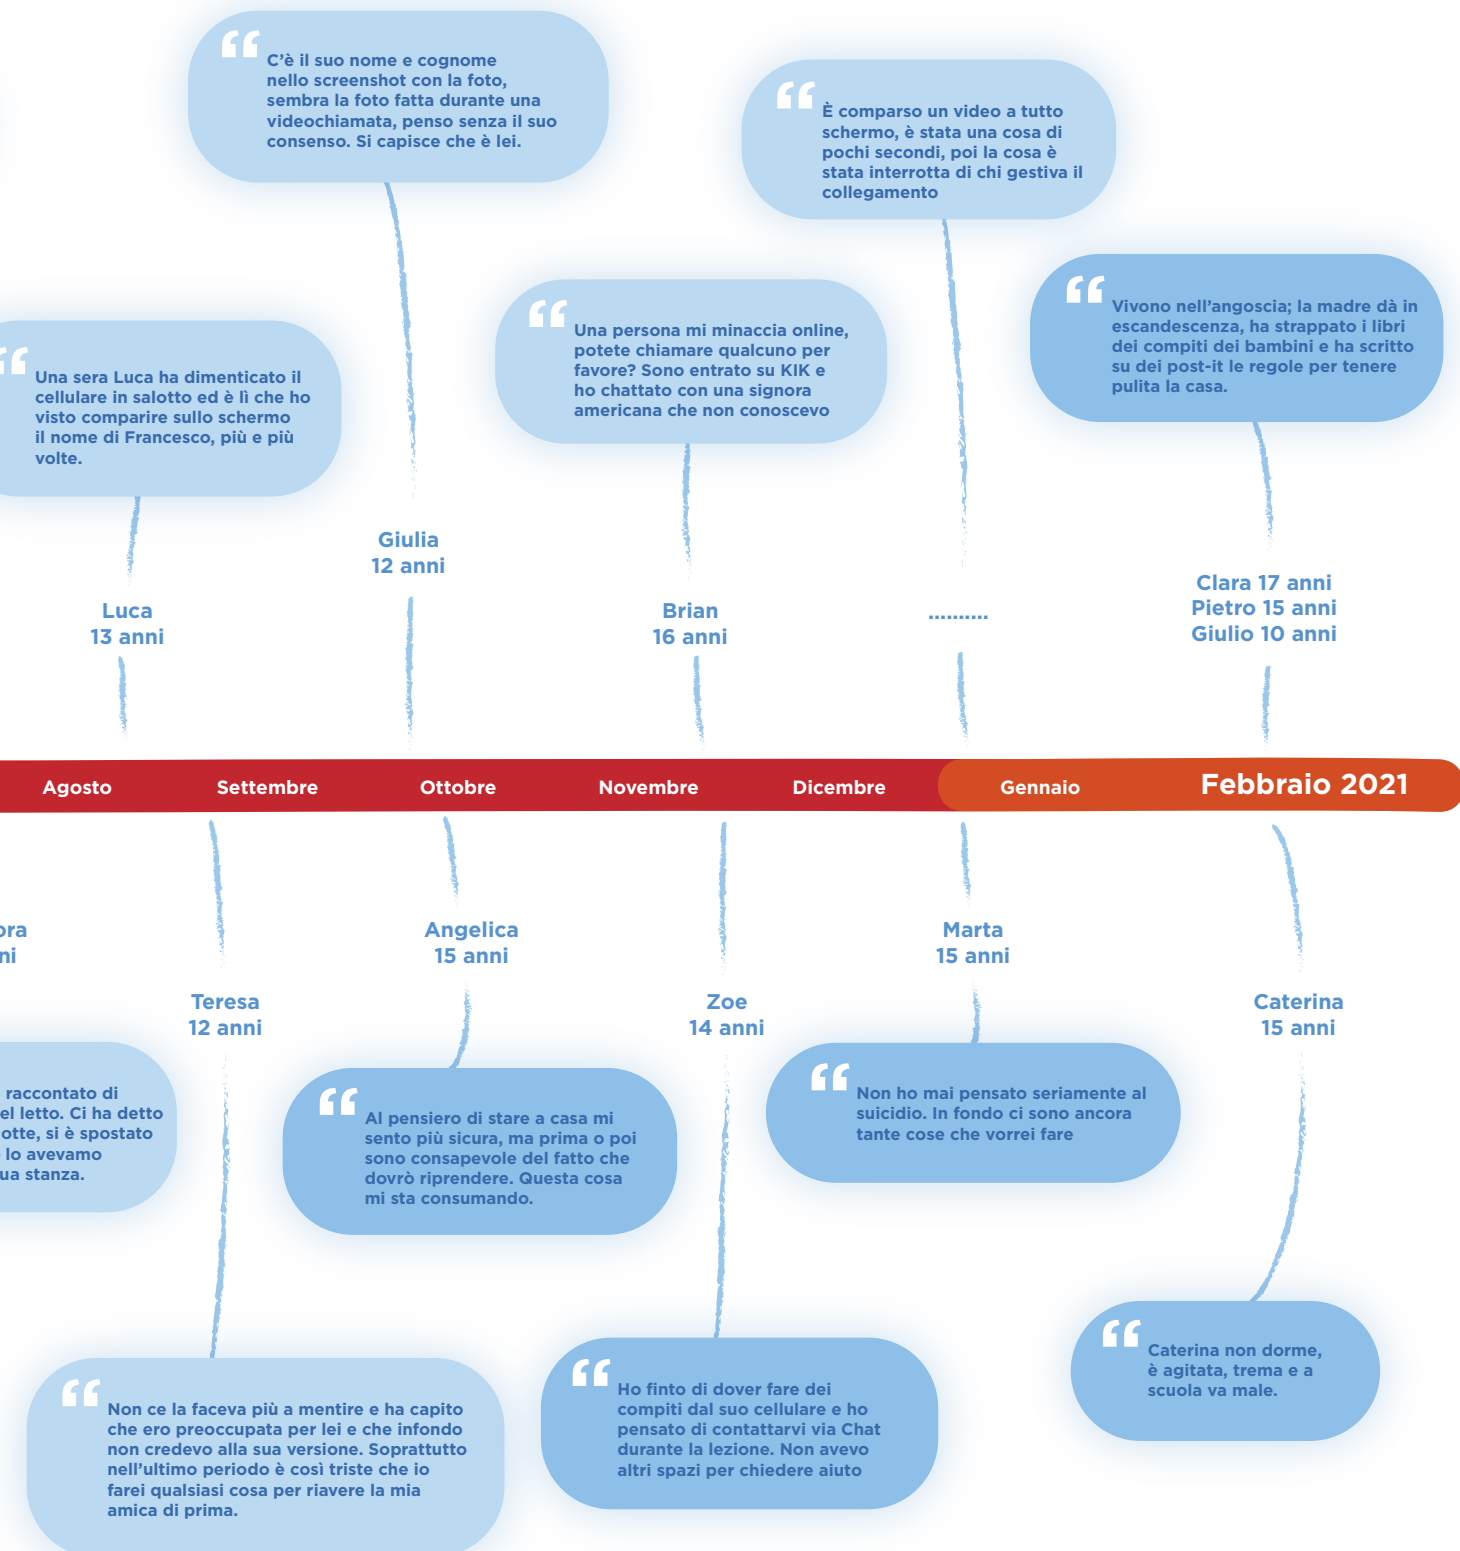 C’è il suo nome e cognome
nello screenshot con la foto,
sembra la foto fatta durante una
videochiamata, penso senza il suo
consenso. Si capisce che è lei.
È comparso un video a tutto
schermo, è stata una cosa di
pochi secondi, poi la cosa è
stata interrotta di chi gestiva il
collegamento
Una sera Luca ha dimenticato il
cellulare in salotto ed è lì che ho
visto comparire sullo schermo
il nome di Francesco, più e più
volte.
Una persona mi minaccia online,
potete chiamare qualcuno per
favore? Sono entrato su KIK e
ho chattato con una signora
americana che non conoscevo
Vivono nell’angoscia; la madre dà in
escandescenza, ha strappato i libri
dei compiti dei bambini e ha scritto
su dei post-it le regole per tenere
pulita la casa.
Luca
13 anni
Giulia
12 anni
Brian
16 anni
..........
Clara 17 anni
Pietro 15 anni
Giulio 10 anni
Agosto
Settembre
Ottobre
Novembre
Dicembre
Gennaio
Febbraio 2021
Teresa
12 anni
Angelica
15 anni
Zoe
14 anni
Marta
15 anni
Caterina
15 anni
raccontato di
letto. Ci ha detto
si è spostato
lo avevamo
stanza.
Al pensiero di stare a casa mi
sento più sicura, ma prima o poi
sono consapevole del fatto che
dovrò riprendere. Questa cosa
mi sta consumando.
Non ho mai pensato seriamente al
suicidio. In fondo ci sono ancora
tante cose che vorrei fare
Non ce la faceva più a mentire e ha capito
che ero preoccupata per lei e che infondo
non credevo alla sua versione. Soprattutto
nell’ultimo periodo è così triste che io
farei qualsiasi cosa per riavere la mia
amica di prima.
Ho finto di dover fare dei
compiti dal suo cellulare e ho
pensato di contattarvi via Chat
durante la lezione. Non avevo
altri spazi per chiedere aiuto
Caterina non dorme,
è agitata, trema e a
scuola va male.